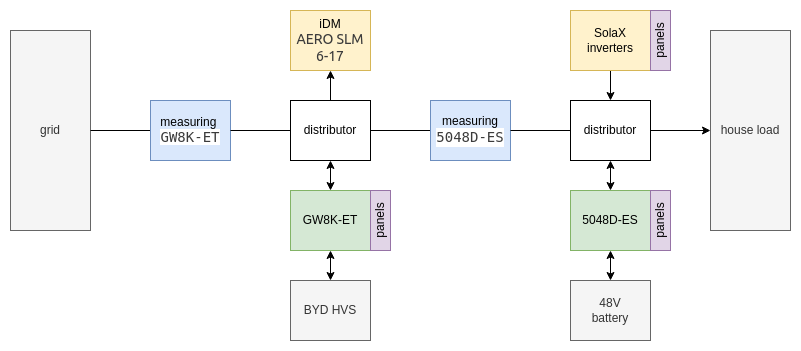 iDM
AERO SLM
6-17
SolaX
inverters
panels
grid
measuring
GW8K-ET
distributor
measuring
5048D-ES
distributor
house load
GW8K-ET
panels
5048D-ES
panels
BYD HVS
48V
battery